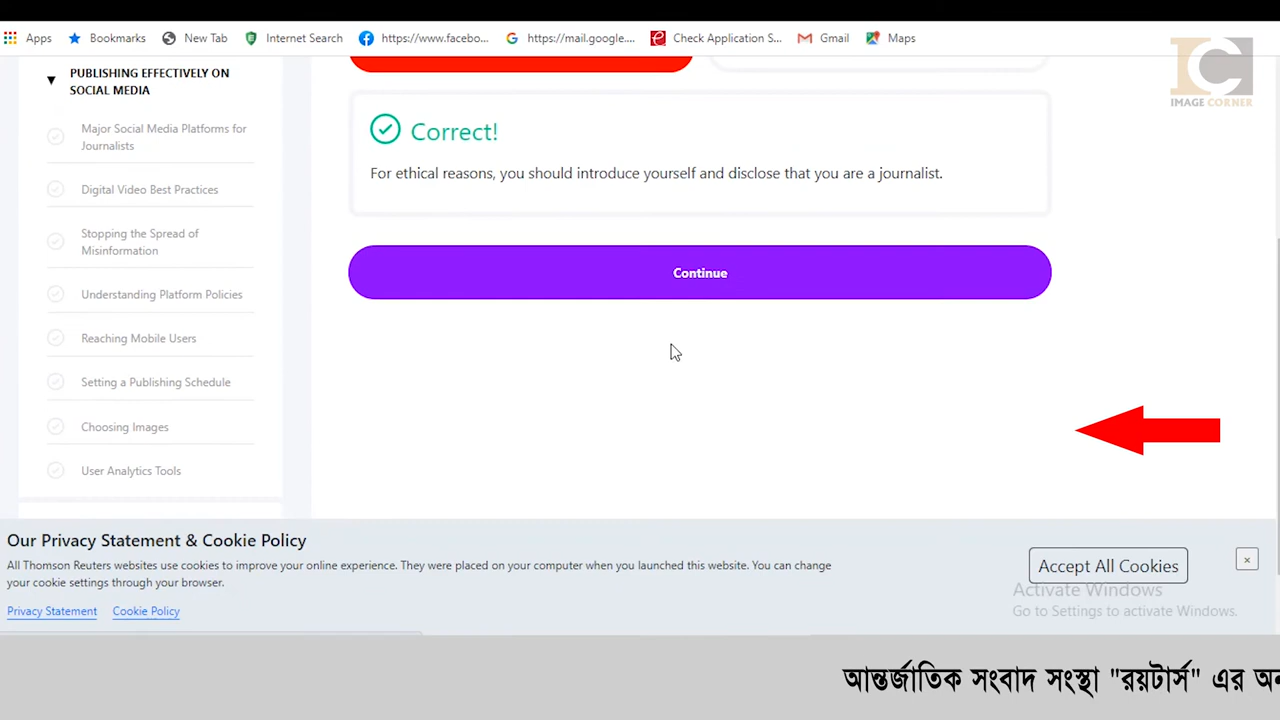 Apps Bookmarks New Tab Internet Search https://www.facebo... https://mail.google.... Check Application S... Gmail Maps
IMAGE CORNER
PUBLISHING EFFECTIVELY ON
SOCIAL MEDIA
Major Social Media Platforms for
Journalists
Digital Video Best Practices
Stopping the Spread of
Misinformation
Understanding Platform Policies
Reaching Mobile Users
Setting a Publishing Schedule
Choosing Images
User Analytics Tools
Correct!
For ethical reasons, you should introduce yourself and disclose that you are a journalist.
Continue
Our Privacy Statement & Cookie Policy
All Thomson Reuters websites use cookies to improve your online experience. They were placed on your computer when you launched this website. You can change
your cookie settings through your browser.
Privacy Statement Cookie Policy
Accept All Cookies
Activate Windows
Go to Settings to activate Windows.
আন্তর্জাতিক সংবাদ সংস্থা "রয়টার্স" এর